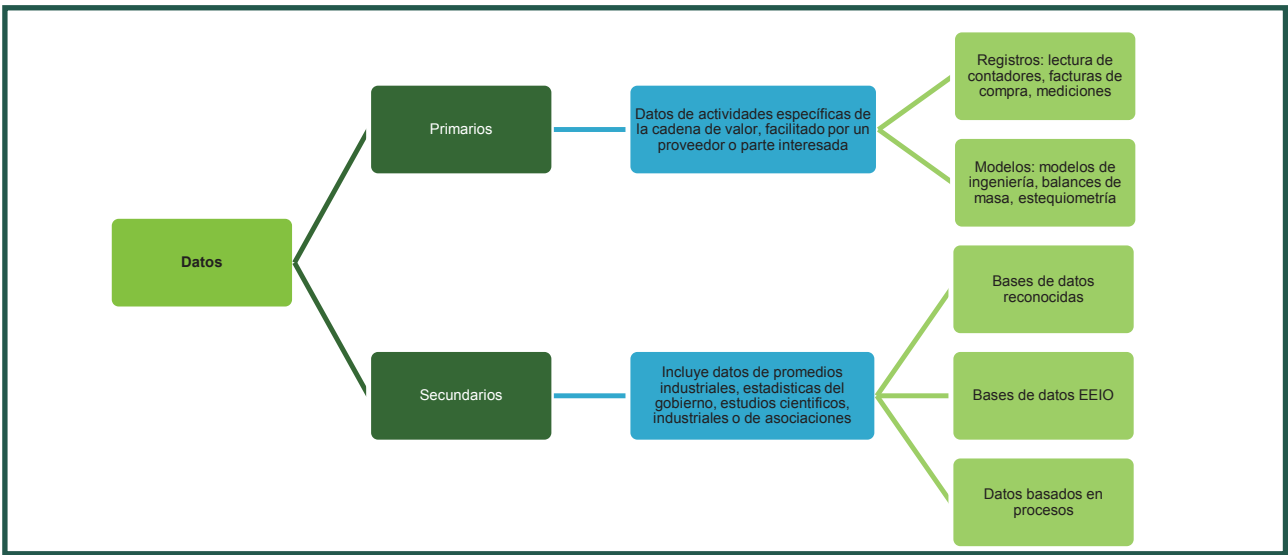 Registros: lectura de
contadores, facturas de
compra, mediciones
Primarios
Datos de actividades específicas de
la cadena de valor, facilitado por un
proveedor o parte interesada
Modelos: modelos de
ingeniería, balances de
masa, estequiometría
Datos
Bases de datos
reconocidas
Secundarios
Incluye datos de promedios
industriales, estadisticas del
gobierno, estudios cientificos,
industriales o de asociaciones
Bases de datos EEIO
Datos basados en
procesos